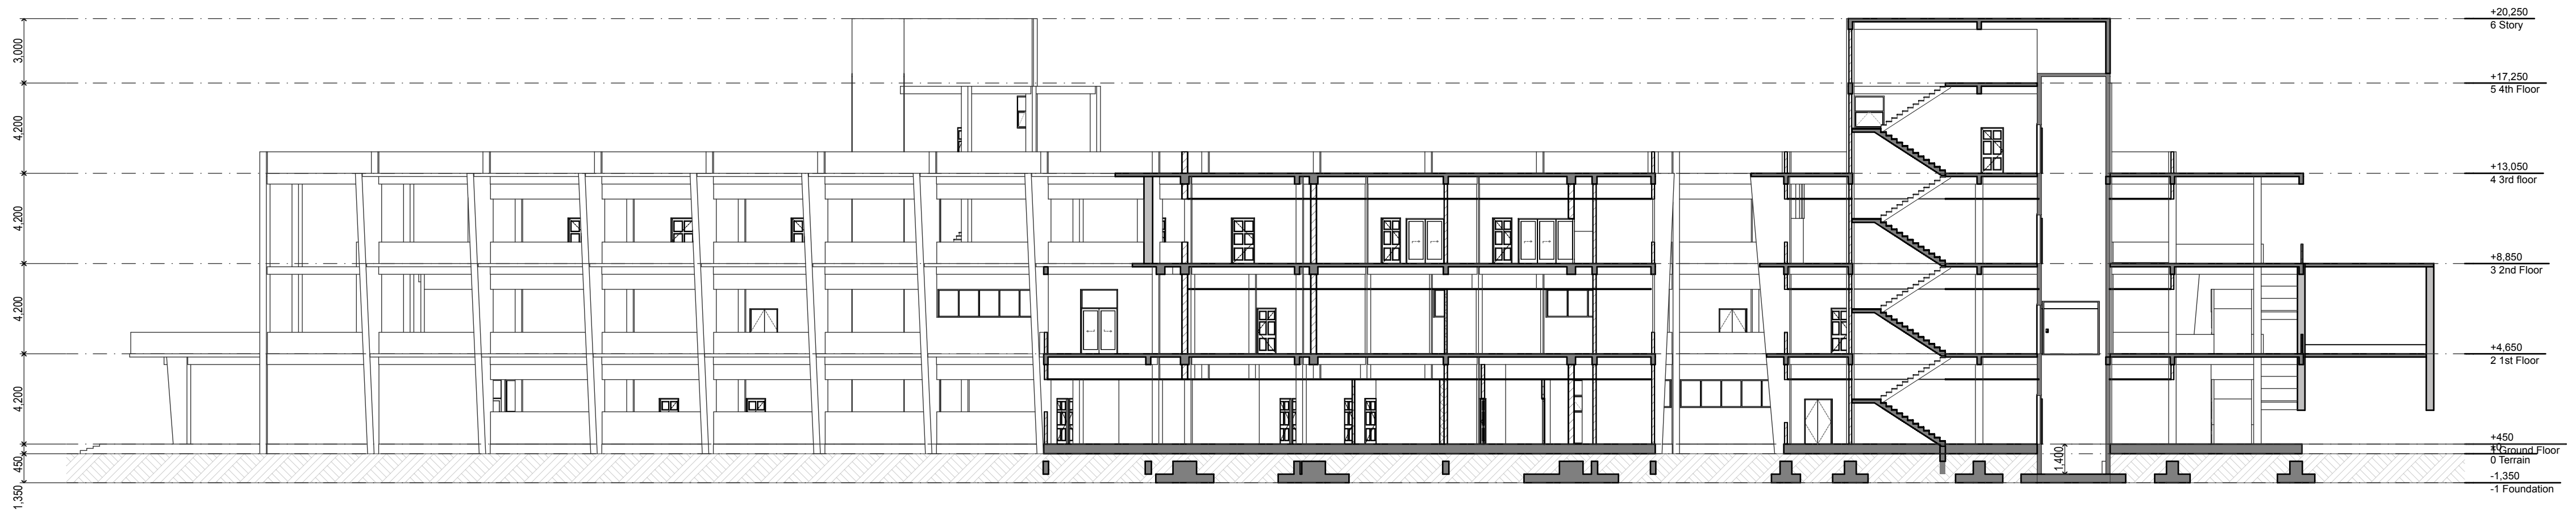 +20,250
6 Story
3,000
+17,250
5 4th Floor
4,200
+13,050
4 3rd floor
4,200
+8,850
3 2nd Floor
4,200
+4,650
2 1st Floor
4,200
+450
±0
1 Ground Floor
0 Terrain
450
1,400
-1,350
-1 Foundation
1,350